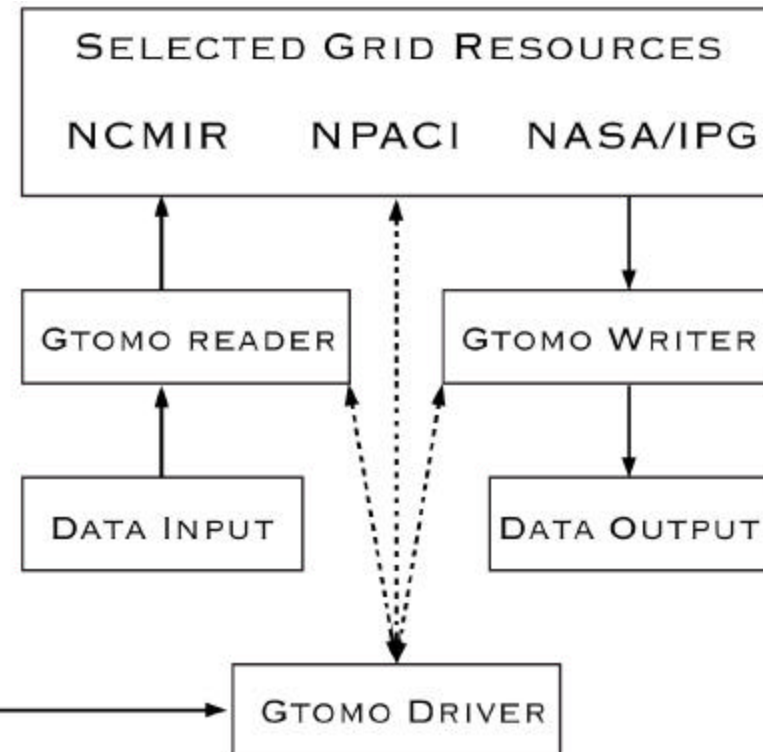 SELECTED GRID RESOURCES
NCMIR NPACI NASA/IPG
GTOMO READER
GTOMO WRITER
DATA INPUT
DATA OUTPUT
GTOMO DRIVER